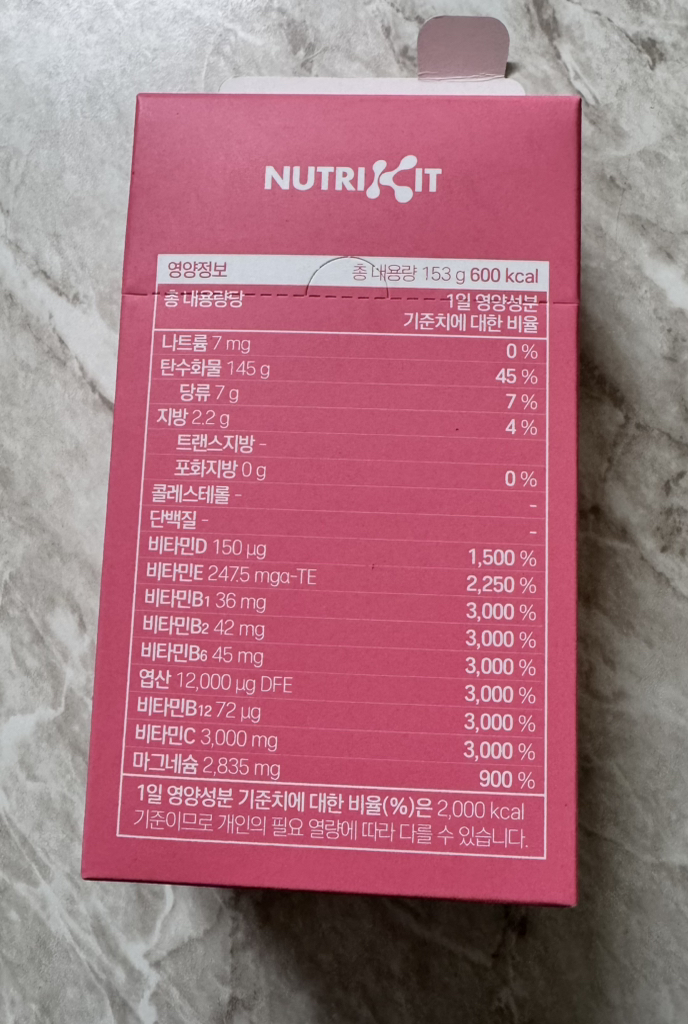 NUTRIKIT
영양정보 총 내용량 153 g 600 kcal
총 내용량당 1일 영양성분
기준치에 대한 비율
나트륨 7 mg 0 %
탄수화물 145 g 45 %
당류 7 g 7 %
지방 2.2 g 4 %
트랜스지방 -
포화지방 0 g 0 %
콜레스테롤 - -
단백질 - -
비타민D 150 µg 1,500 %
비타민E 247.5 mgα-TE 2,250 %
비타민B1 36 mg 3,000 %
비타민B2 42 mg 3,000 %
비타민B6 45 mg 3,000 %
엽산 12,000 µg DFE 3,000 %
비타민B12 72 µg 3,000 %
비타민C 3,000 mg 3,000 %
마그네슘 2,835 mg 900 %
1일 영양성분 기준치에 대한 비율(%)은 2,000 kcal
기준이므로 개인의 필요 열량에 따라 다를 수 있습니다.